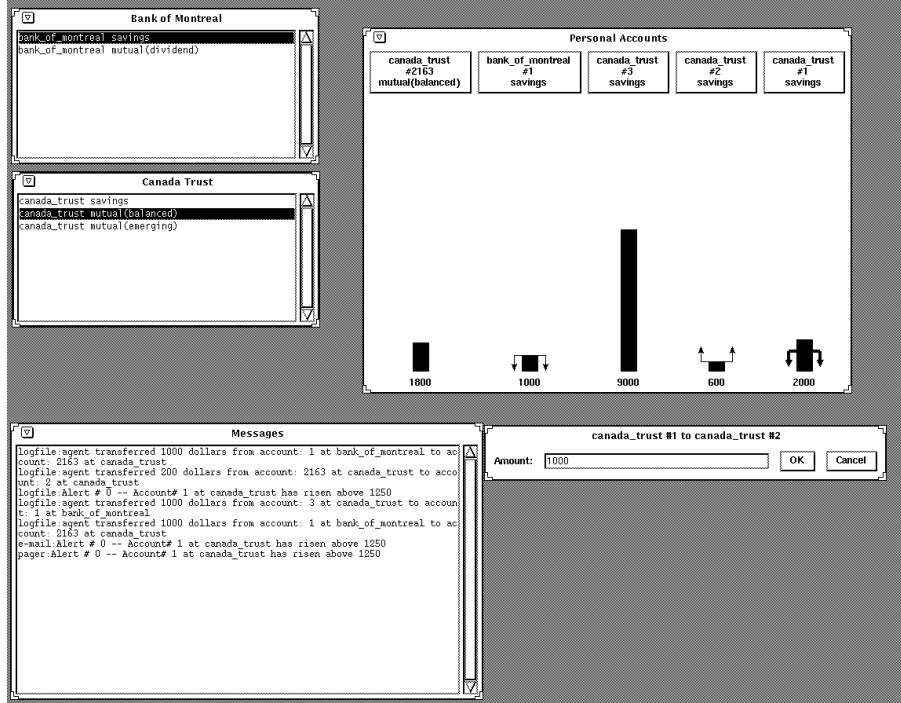 Bank of Montreal
bank_of_montreal savings
bank_of_montreal mutual(dividend)
Canada Trust
canada_trust savings
canada_trust mutual(balanced)
canada_trust mutual(emerging)
Personal Accounts
canada_trust
#2163
mutual(balanced)
bank_of_montreal
#1
savings
canada_trust
#3
savings
canada_trust
#2
savings
canada_trust
#1
savings
1800
1000
9000
600
2000
Messages
logfile:agent transferred 1000 dollars from account: 1 at bank_of_montreal to ac
count: 2163 at canada_trust
logfile:agent transferred 200 dollars from account: 2163 at canada_trust to acco
unt: 2 at canada_trust
logfile:Alert # 0 -- Account# 1 at canada_trust has risen above 1250
logfile:agent transferred 1000 dollars from account: 3 at canada_trust to accoun
t: 1 at bank_of_montreal
logfile:agent transferred 1000 dollars from account: 1 at bank_of_montreal to ac
count: 2163 at canada_trust
e-mail:Alert # 0 -- Account# 1 at canada_trust has risen above 1250
pager:Alert # 0 -- Account# 1 at canada_trust has risen above 1250
canada_trust #1 to canada_trust #2
Amount: 1000 OK Cancel